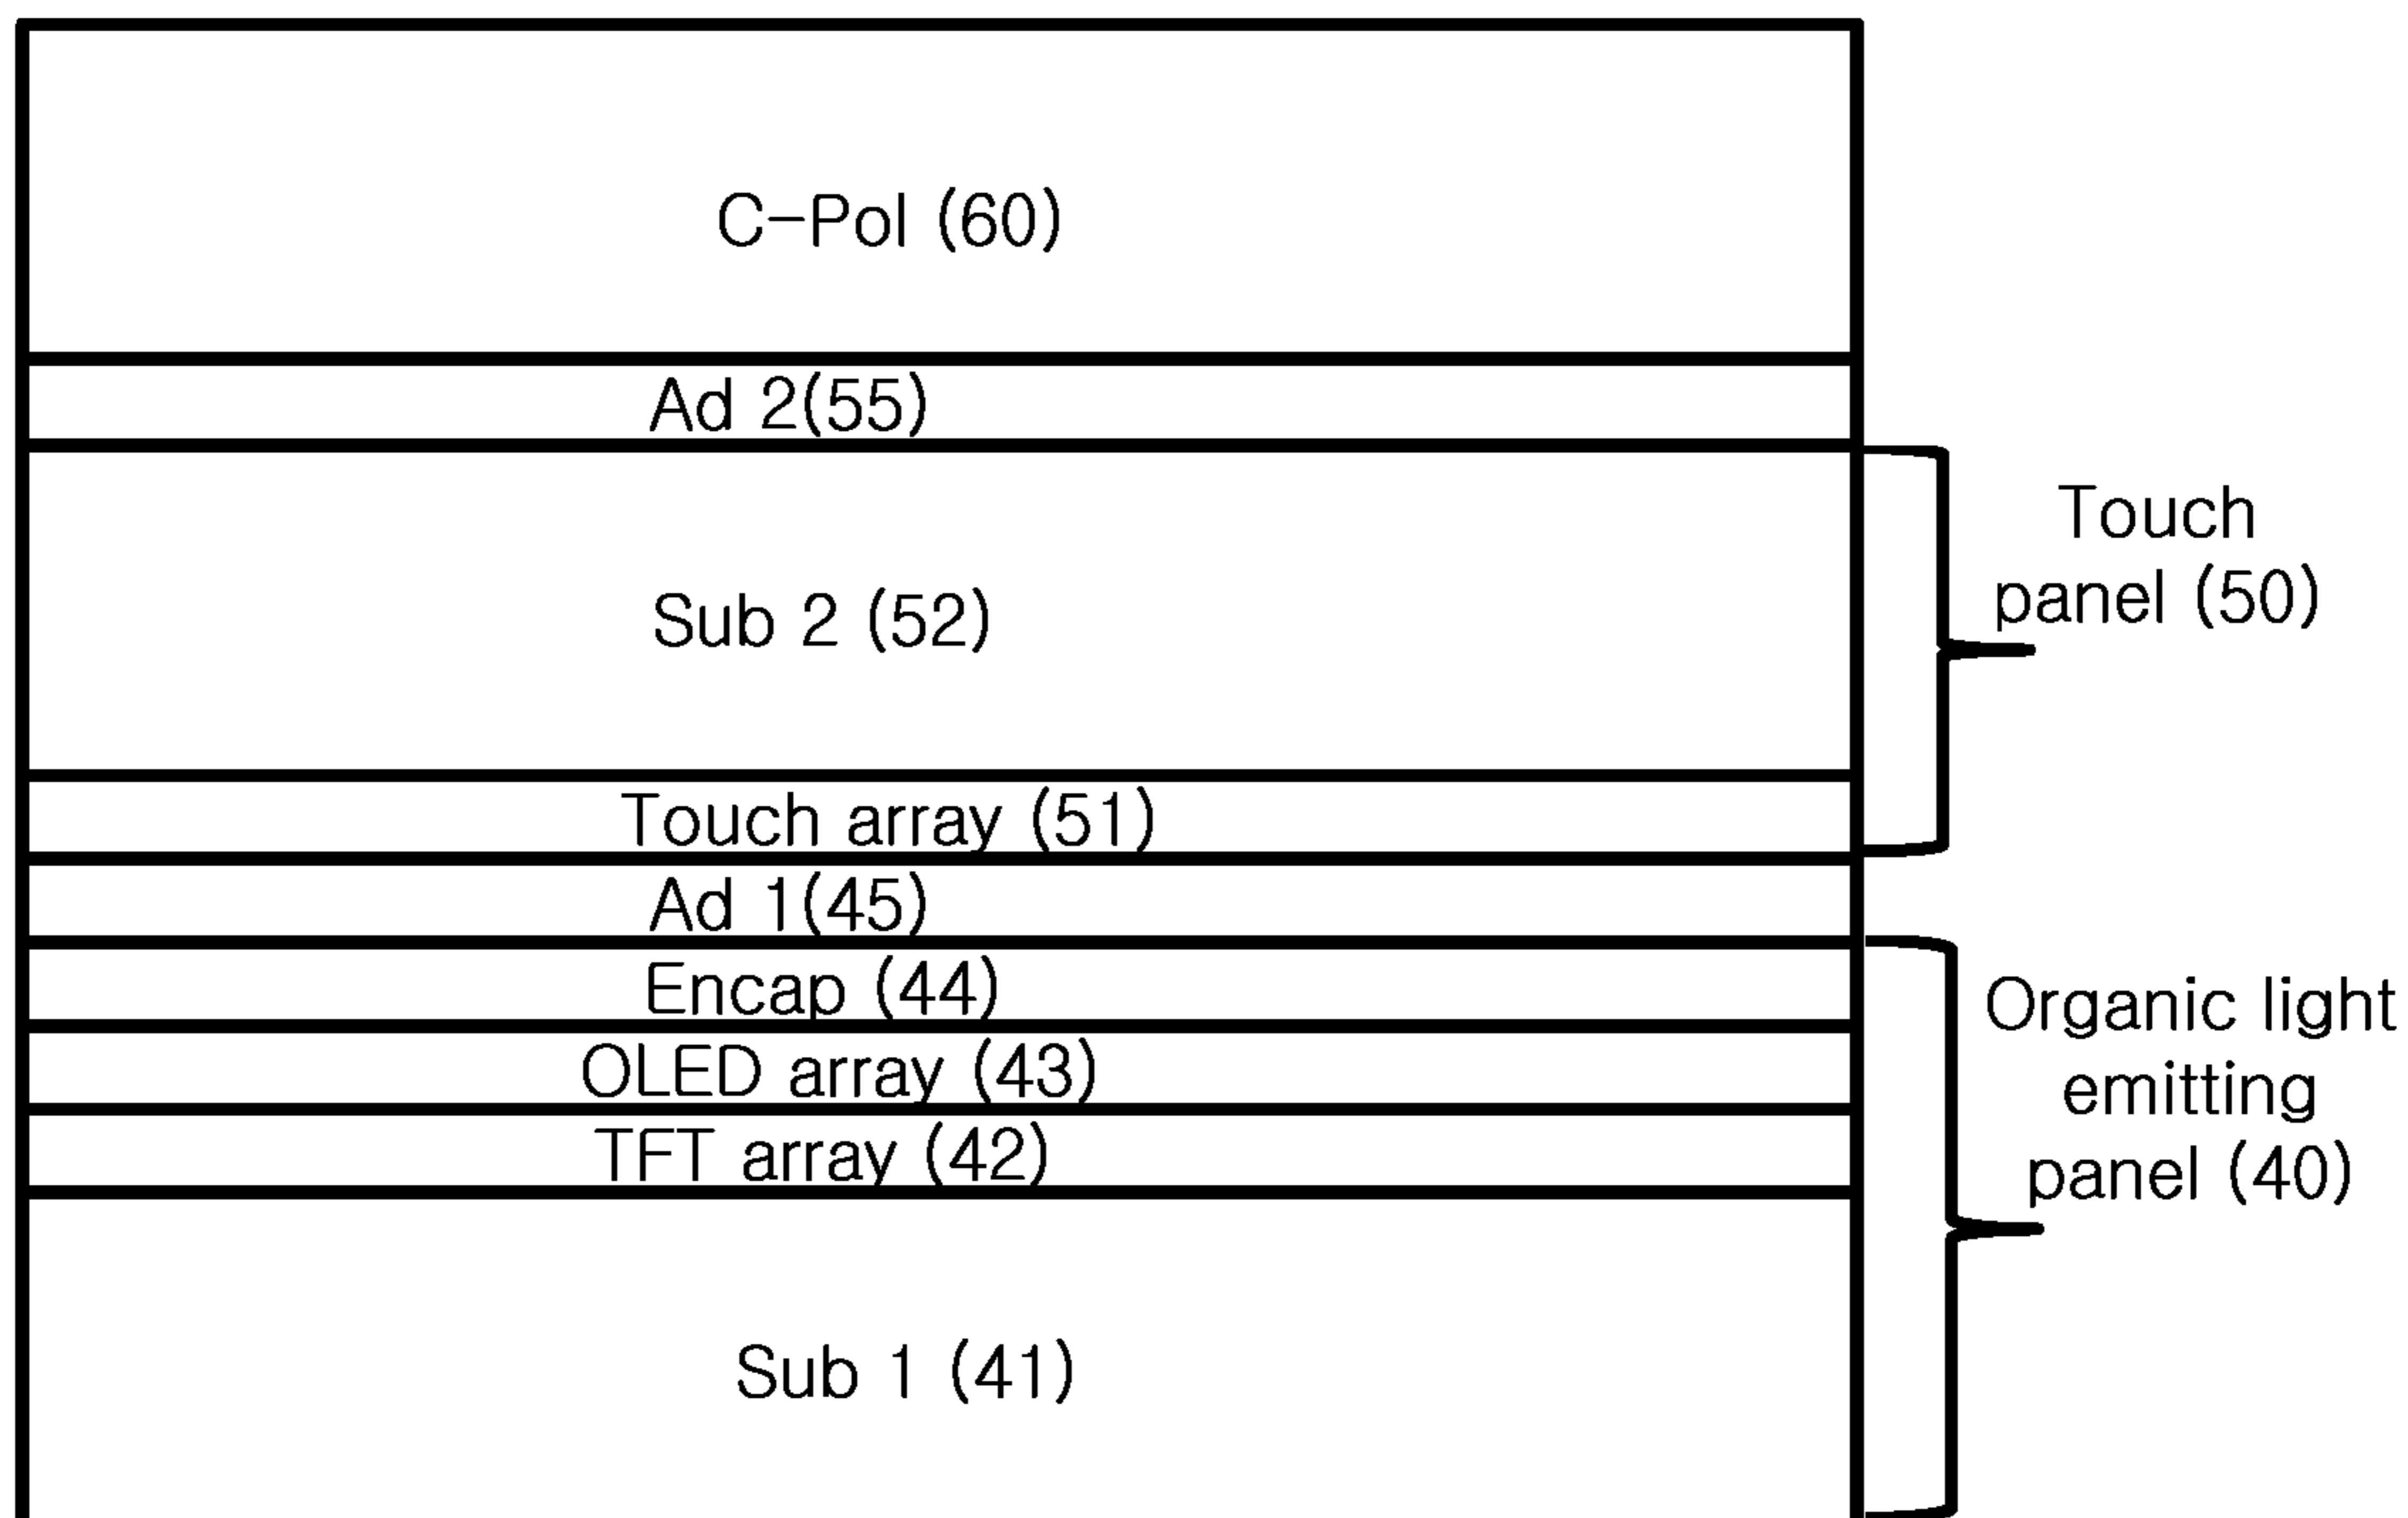 C-Pol (60)
Ad 2(55)
Sub 2 (52)
Touch array (51)
Ad 1(45)
Encap (44)
OLED array (43)
TFT array (42)
Sub 1 (41)
Touch
panel (50)
Organic light
emitting
panel (40)